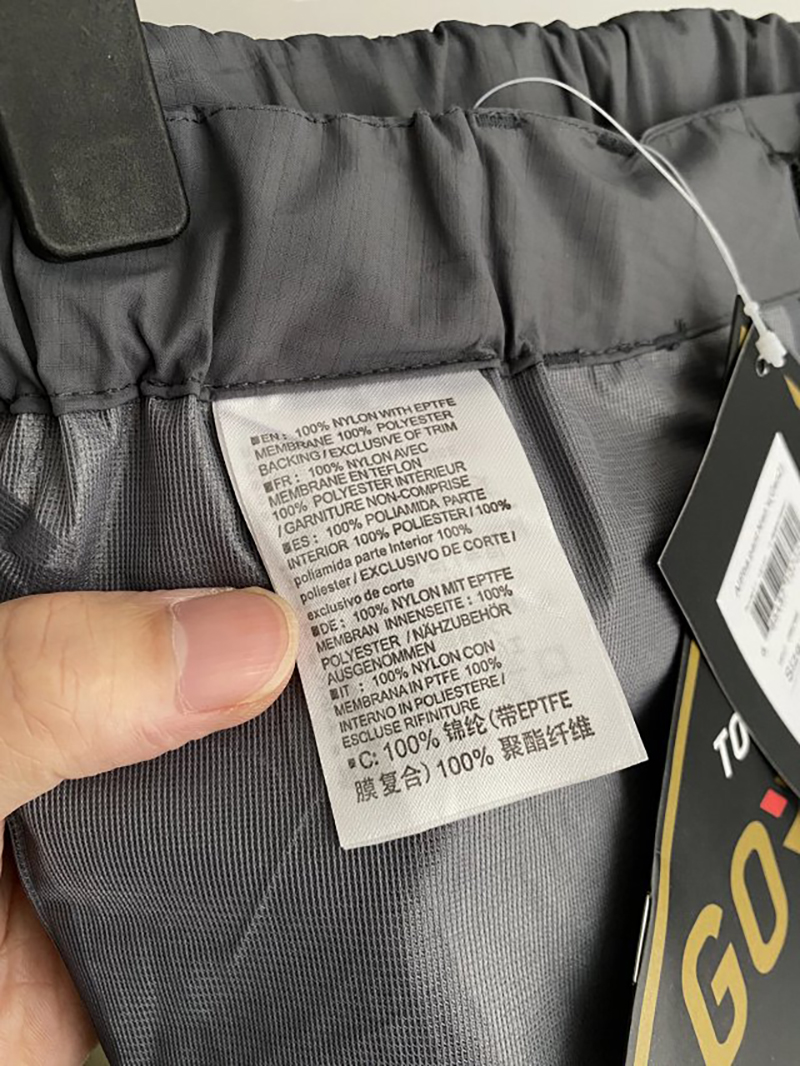 ■EN: 100% NYLON WITH EPTFE
MEMBRANE 100% POLYESTER
BACKING/EXCLUSIVE OF TRIM
■FR: 100% NYLON AVEC
MEMBRANE EN TEFLON
100% POLYESTER INTERIEUR
/ GARNITURE NON-COMPRISE
■ES: 100% POLIAMIDA PARTE
INTERIOR 100% POLIESTER / 100%
poliamida parte Interior 100%
poliester / EXCLUSIVO DE CORTE /
exclusivo de corte
■DE: 100% NYLON MIT EPTFE
MEMBRAN INNENSEITE: 100%
POLYESTER /NÄHZUBEHÖR
AUSGENOMMEN
■IT: 100% NYLON CON
MEMBRANA IN PTFE 100%
INTERNO IN POLIESTERE /
ESCLUSE RIFINITURE
■C: 100% 锦纶(带EPTFE
膜复合) 100% 聚酯纤维
TO
GO